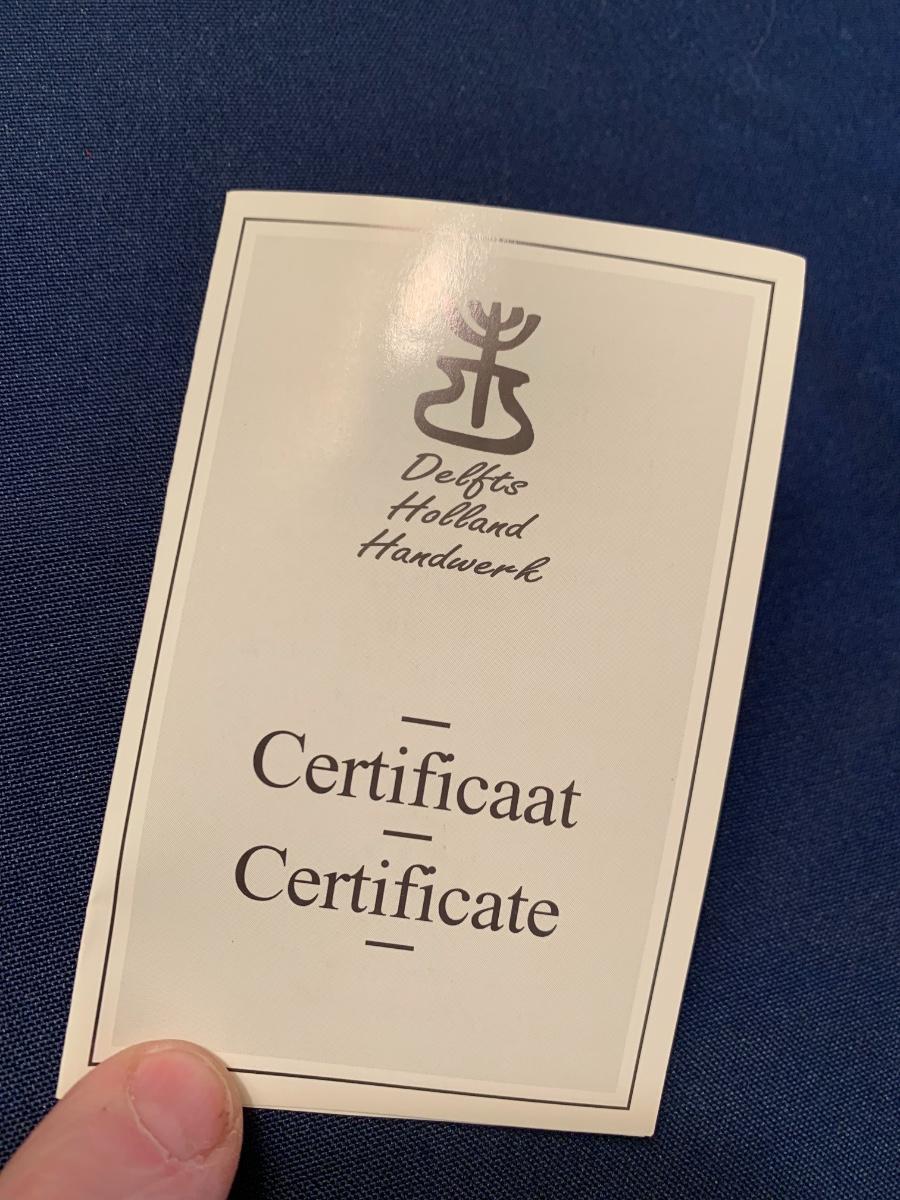 Delfts
Holland
Handwerk
Certificaat
Certificate